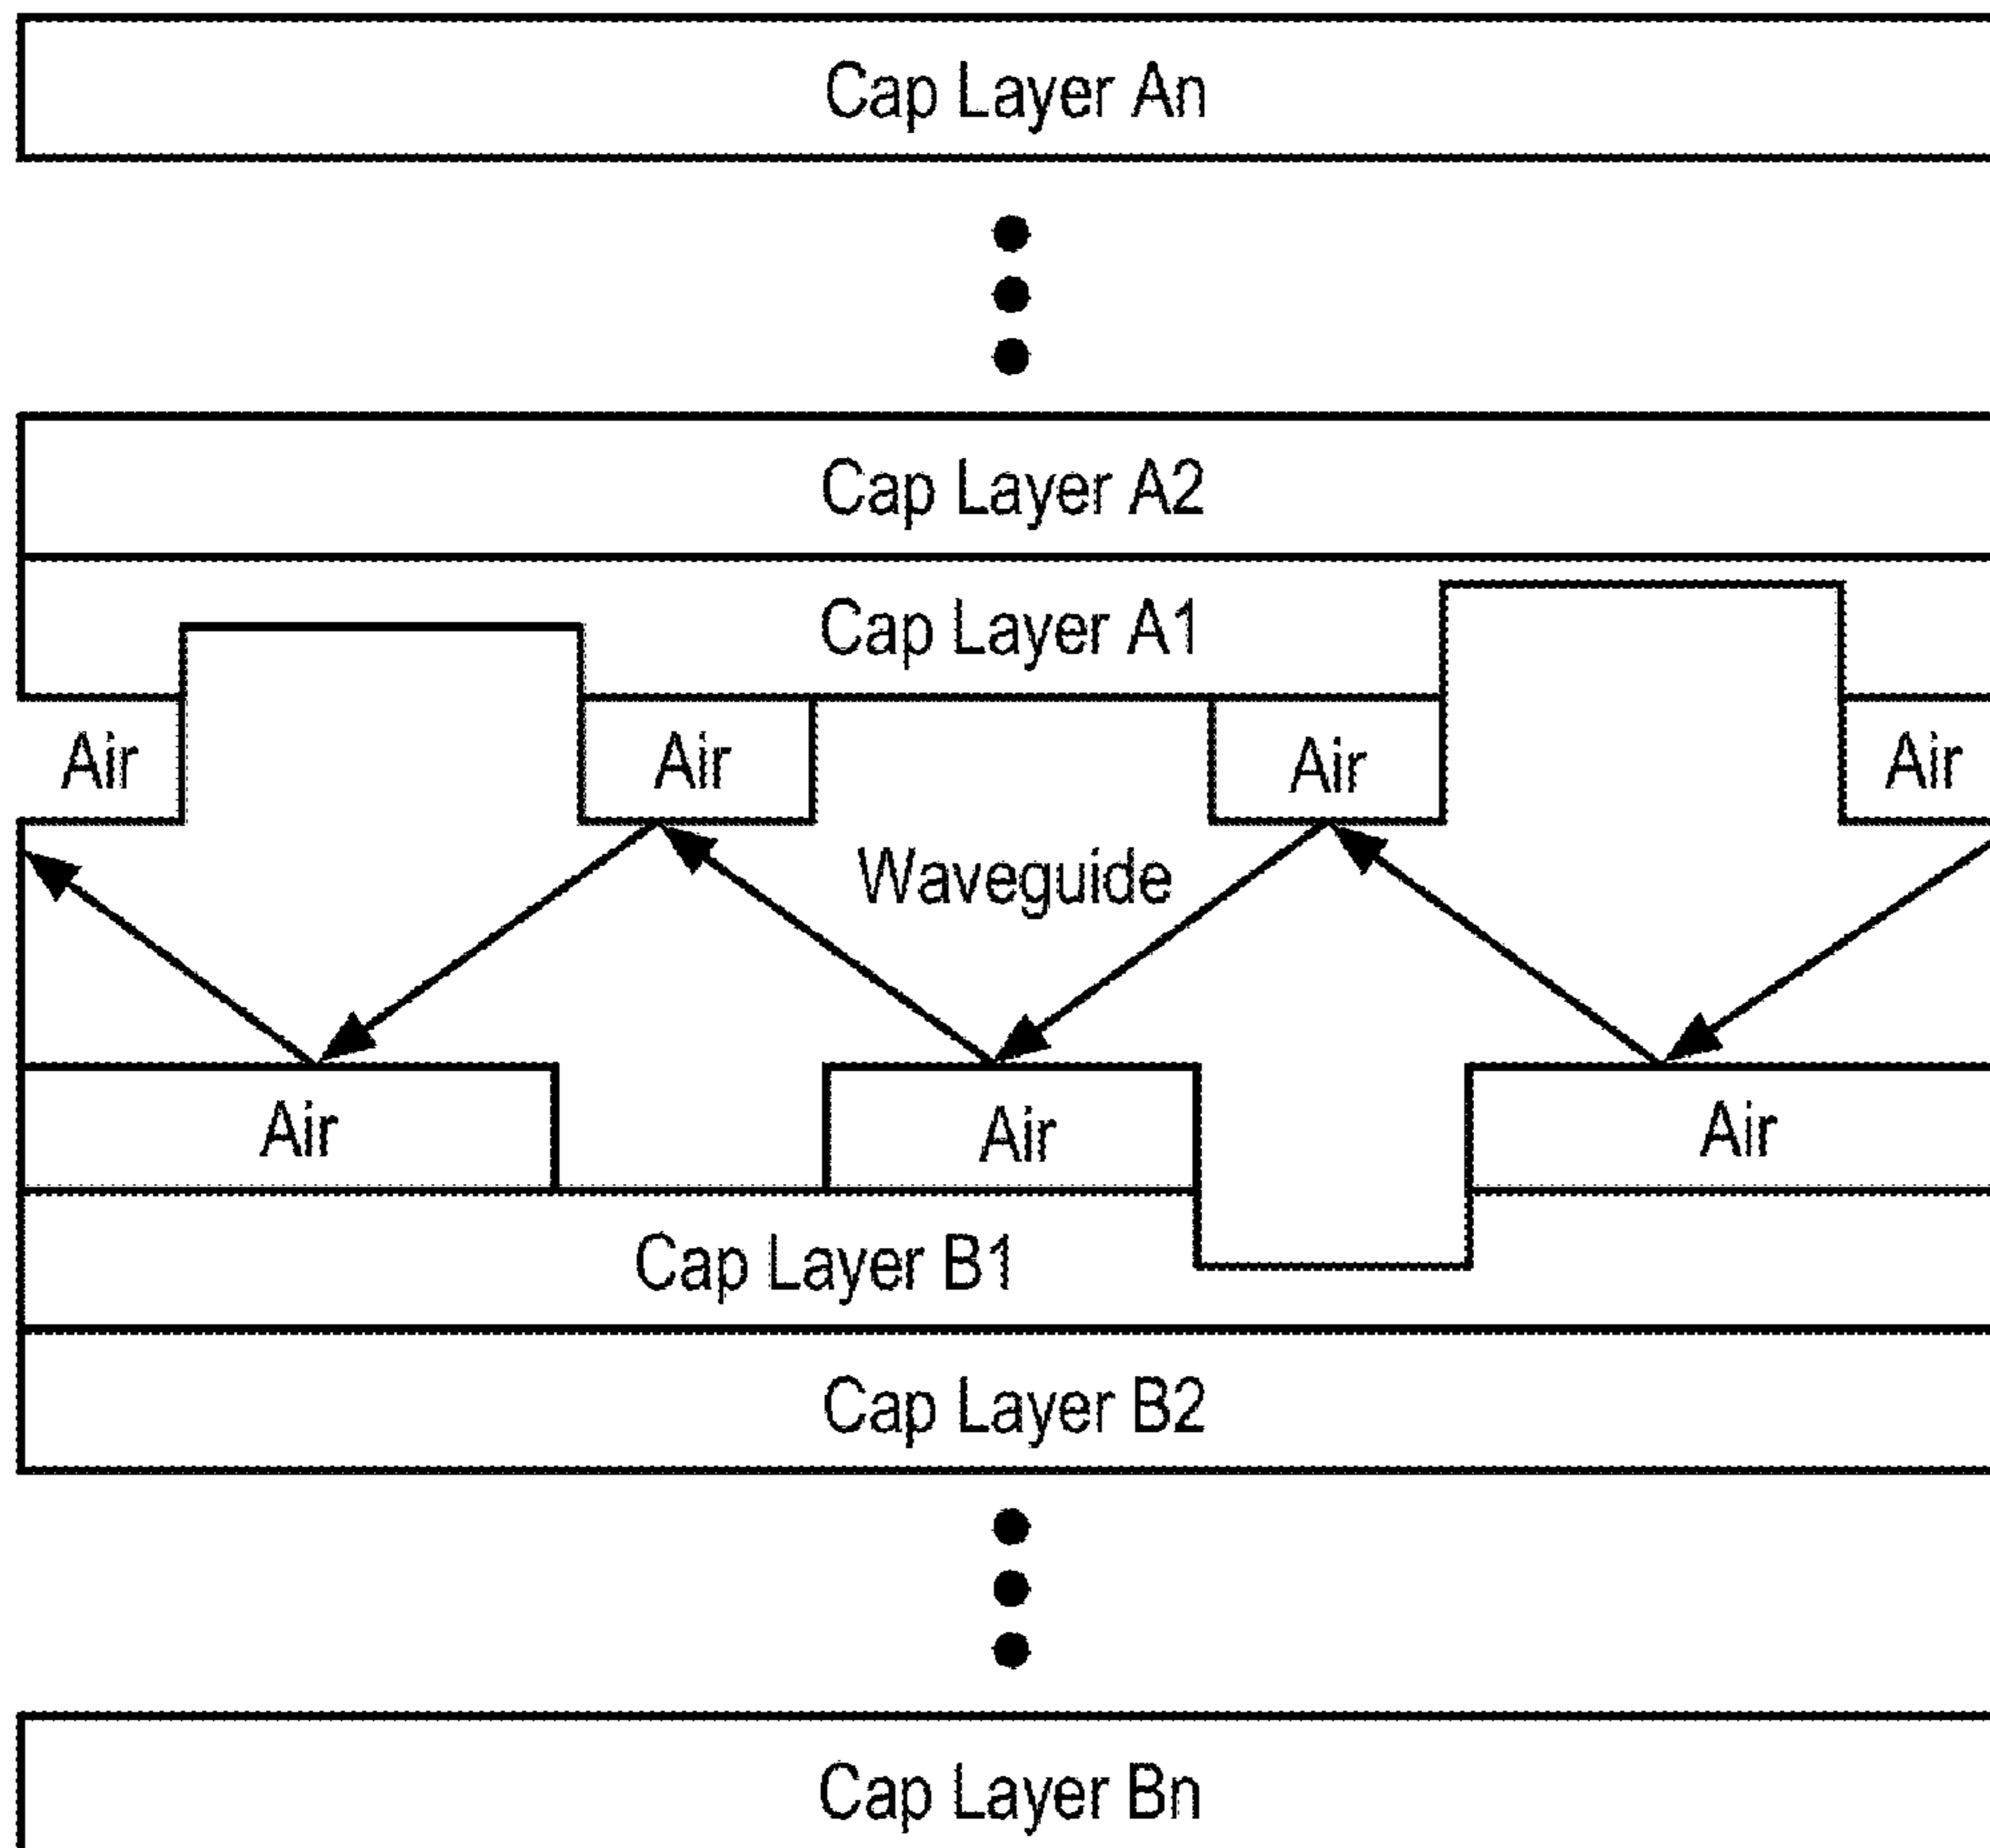 Cap Layer An
Cap Layer A2
Cap Layer A1
Air Air Air Air
Waveguide
Air Air Air
Cap Layer B1
Cap Layer B2
Cap Layer Bn